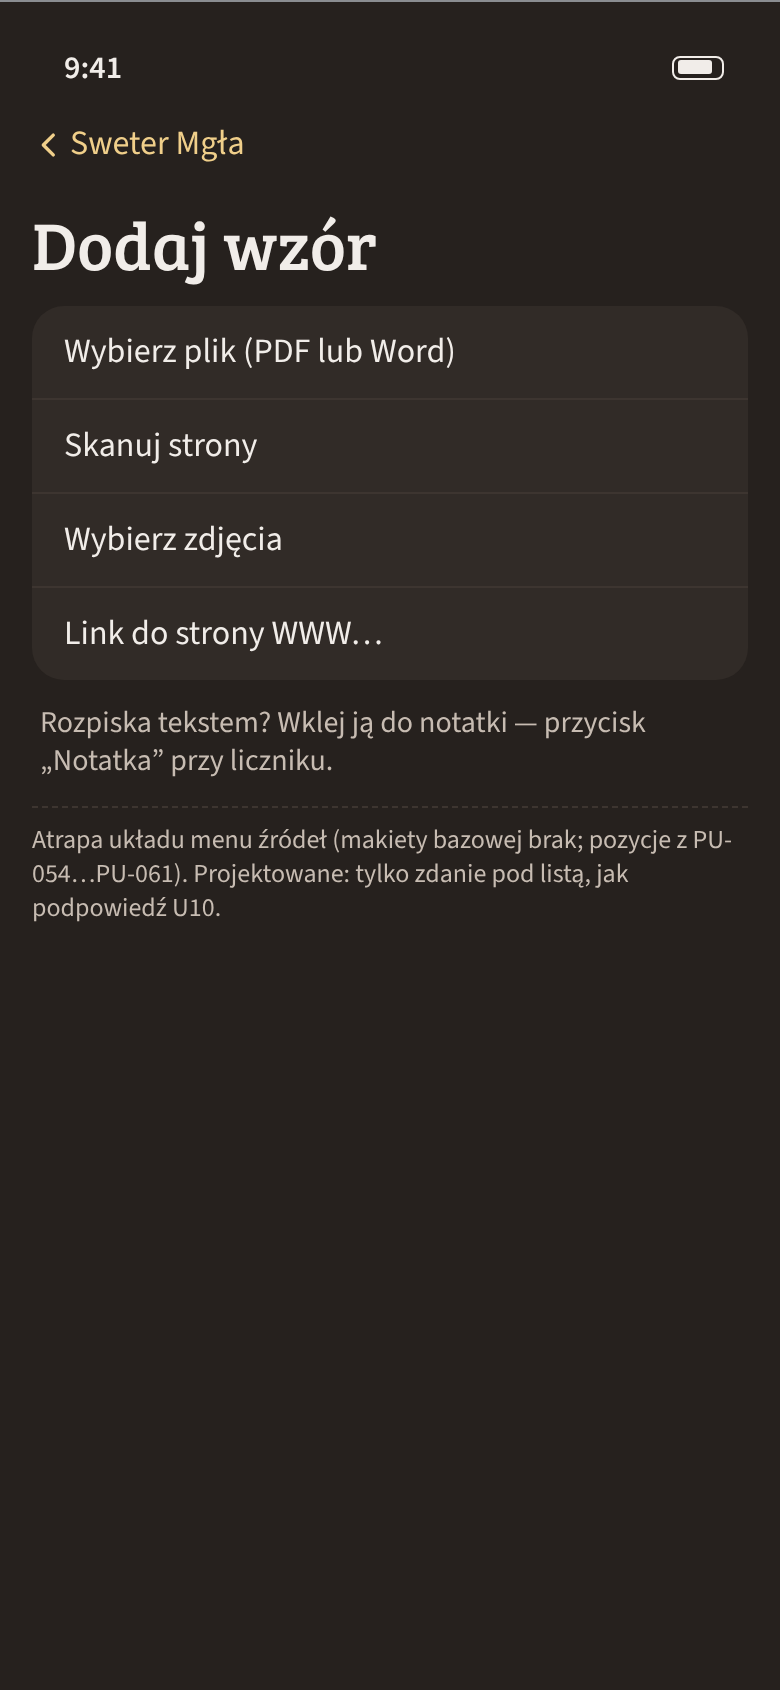 9:41
Sweter Mgła
Dodaj wzór
Wybierz plik (PDF lub Word)
Skanuj strony
Wybierz zdjęcia
Link do strony WWW…
Rozpiska tekstem? Wklej ją do notatki — przycisk
„Notatka” przy liczniku.
Atrapa układu menu źródeł (makiety bazowej brak; pozycje z PU-
054…PU-061). Projektowane: tylko zdanie pod listą, jak
podpowiedź U10.